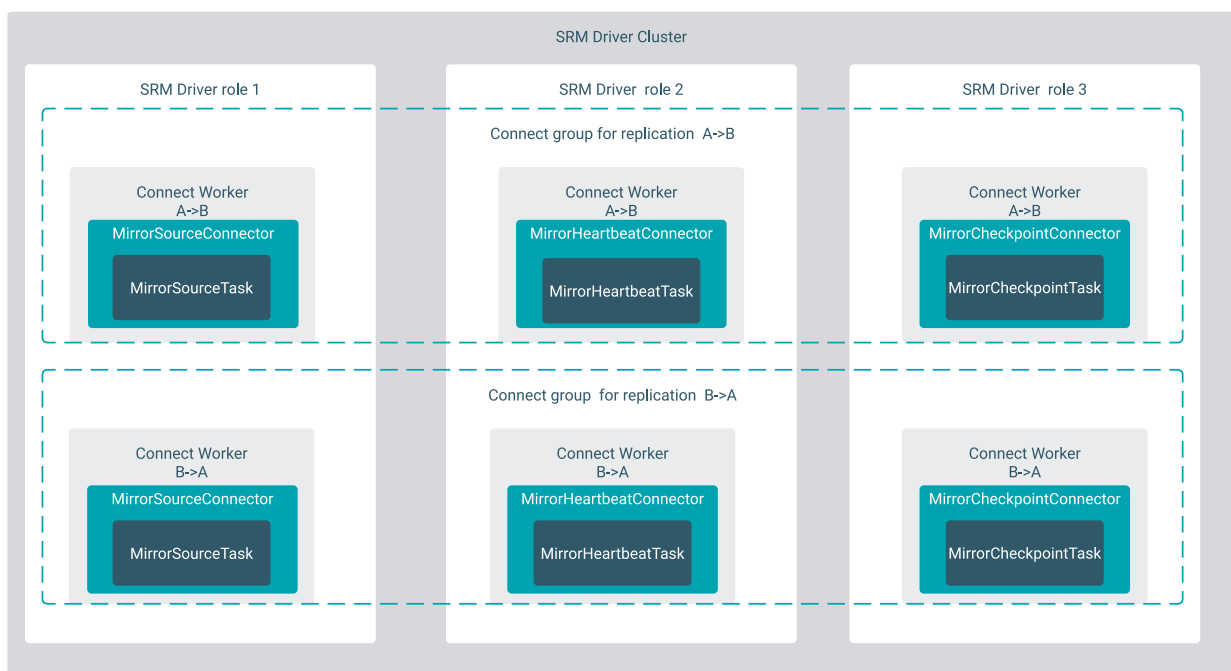 SRM Driver Cluster
SRM Driver role 1
SRM Driver role 2
SRM Driver role 3
Connect group for replication A->B
Connect Worker
A->B
MirrorSourceConnector
MirrorSourceTask
Connect Worker
A->B
MirrorHeartbeatConnector
MirrorHeartbeatTask
Connect Worker
A->B
MirrorCheckpointConnector
MirrorCheckpointTask
Connect group for replication B->A
Connect Worker
B->A
MirrorSourceConnector
MirrorSourceTask
Connect Worker
B->A
MirrorHeartbeatConnector
MirrorHeartbeatTask
Connect Worker
B->A
MirrorCheckpointConnector
MirrorCheckpointTask